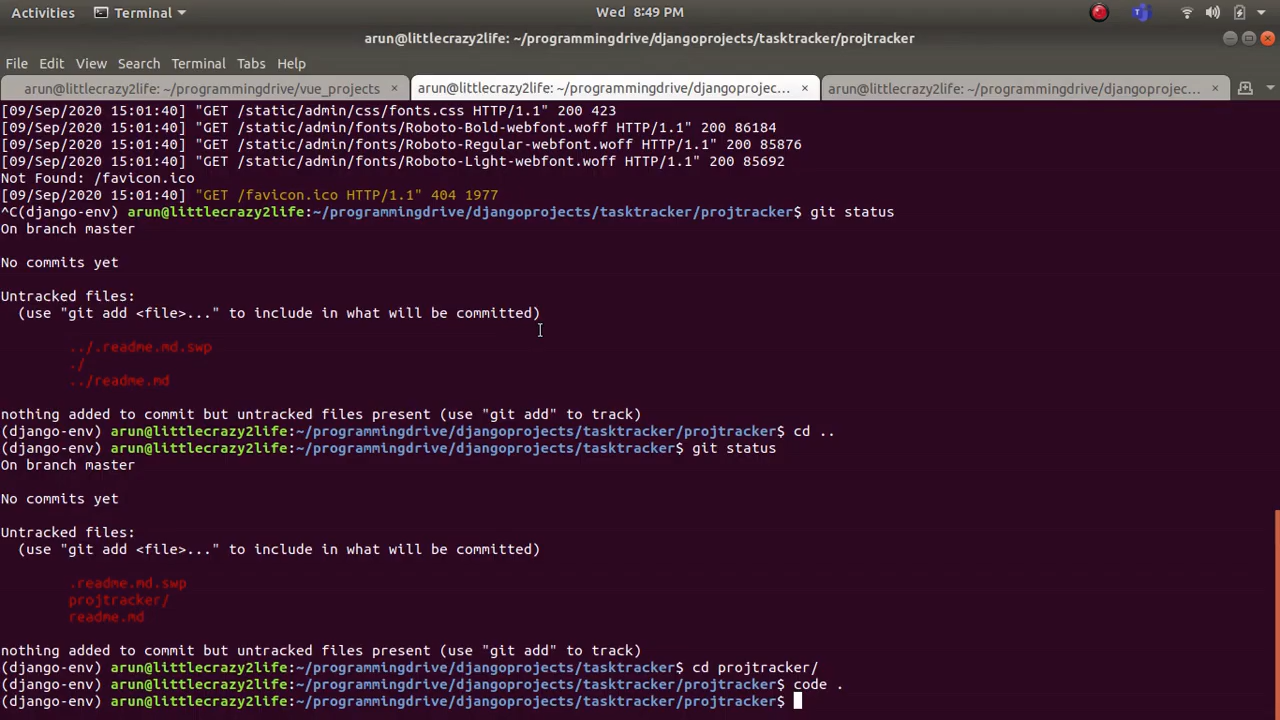 Activities Terminal Wed 8:49 PM
arun@littlecrazy2life: ~/programmingdrive/djangoprojects/tasktracker/projtracker
File Edit View Search Terminal Tabs Help
arun@littlecrazy2life: ~/programmingdrive/vue_projects × arun@littlecrazy2life: ~/programmingdrive/djangoprojec... × arun@littlecrazy2life: ~/programmingdrive/djangoprojec... ×
[09/Sep/2020 15:01:40] "GET /static/admin/css/fonts.css HTTP/1.1" 200 423
[09/Sep/2020 15:01:40] "GET /static/admin/fonts/Roboto-Bold-webfont.woff HTTP/1.1" 200 86184
[09/Sep/2020 15:01:40] "GET /static/admin/fonts/Roboto-Regular-webfont.woff HTTP/1.1" 200 85876
[09/Sep/2020 15:01:40] "GET /static/admin/fonts/Roboto-Light-webfont.woff HTTP/1.1" 200 85692
Not Found: /favicon.ico
[09/Sep/2020 15:01:40] "GET /favicon.ico HTTP/1.1" 404 1977
^C(django-env) arun@littlecrazy2life:~/programmingdrive/djangoprojects/tasktracker/projtracker$ git status
On branch master
No commits yet
Untracked files:
(use "git add <file>..." to include in what will be committed)
../.readme.md.swp
./
../readme.md
nothing added to commit but untracked files present (use "git add" to track)
(django-env) arun@littlecrazy2life:~/programmingdrive/djangoprojects/tasktracker/projtracker$ cd ..
(django-env) arun@littlecrazy2life:~/programmingdrive/djangoprojects/tasktracker$ git status
On branch master
No commits yet
Untracked files:
(use "git add <file>..." to include in what will be committed)
.readme.md.swp
projtracker/
readme.md
nothing added to commit but untracked files present (use "git add" to track)
(django-env) arun@littlecrazy2life:~/programmingdrive/djangoprojects/tasktracker$ cd projtracker/
(django-env) arun@littlecrazy2life:~/programmingdrive/djangoprojects/tasktracker/projtracker$ code .
(django-env) arun@littlecrazy2life:~/programmingdrive/djangoprojects/tasktracker/projtracker$